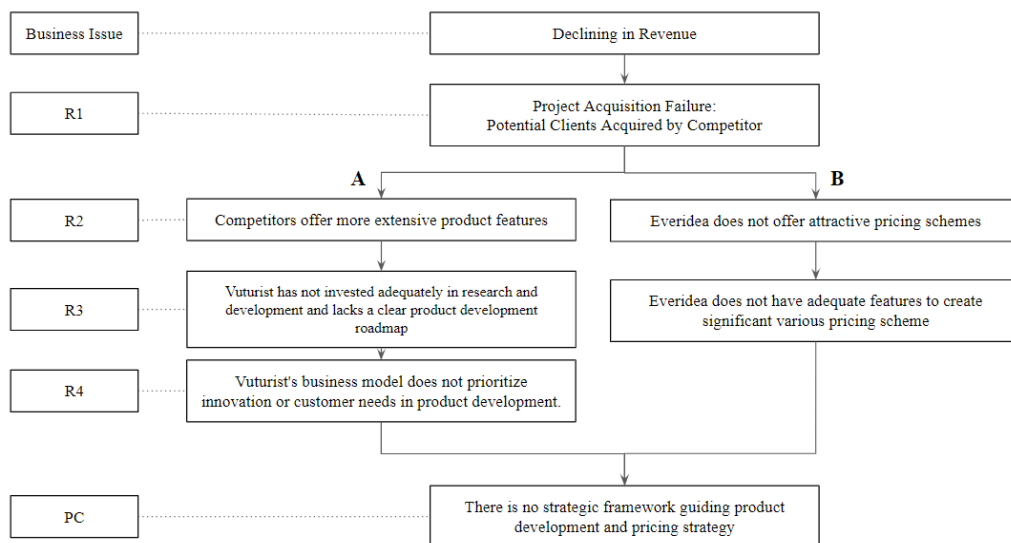 Business Issue
Declining in Revenue
R1
Project Acquisition Failure:
Potential Clients Acquired by Competitor
A
B
R2
Competitors offer more extensive product features
Everidea does not offer attractive pricing schemes
R3
Vuturist has not invested adequately in research and
development and lacks a clear product development
roadmap
Everidea does not have adequate features to create
significant various pricing scheme
R4
Vuturist's business model does not prioritize
innovation or customer needs in product development.
PC
There is no strategic framework guiding product
development and pricing strategy